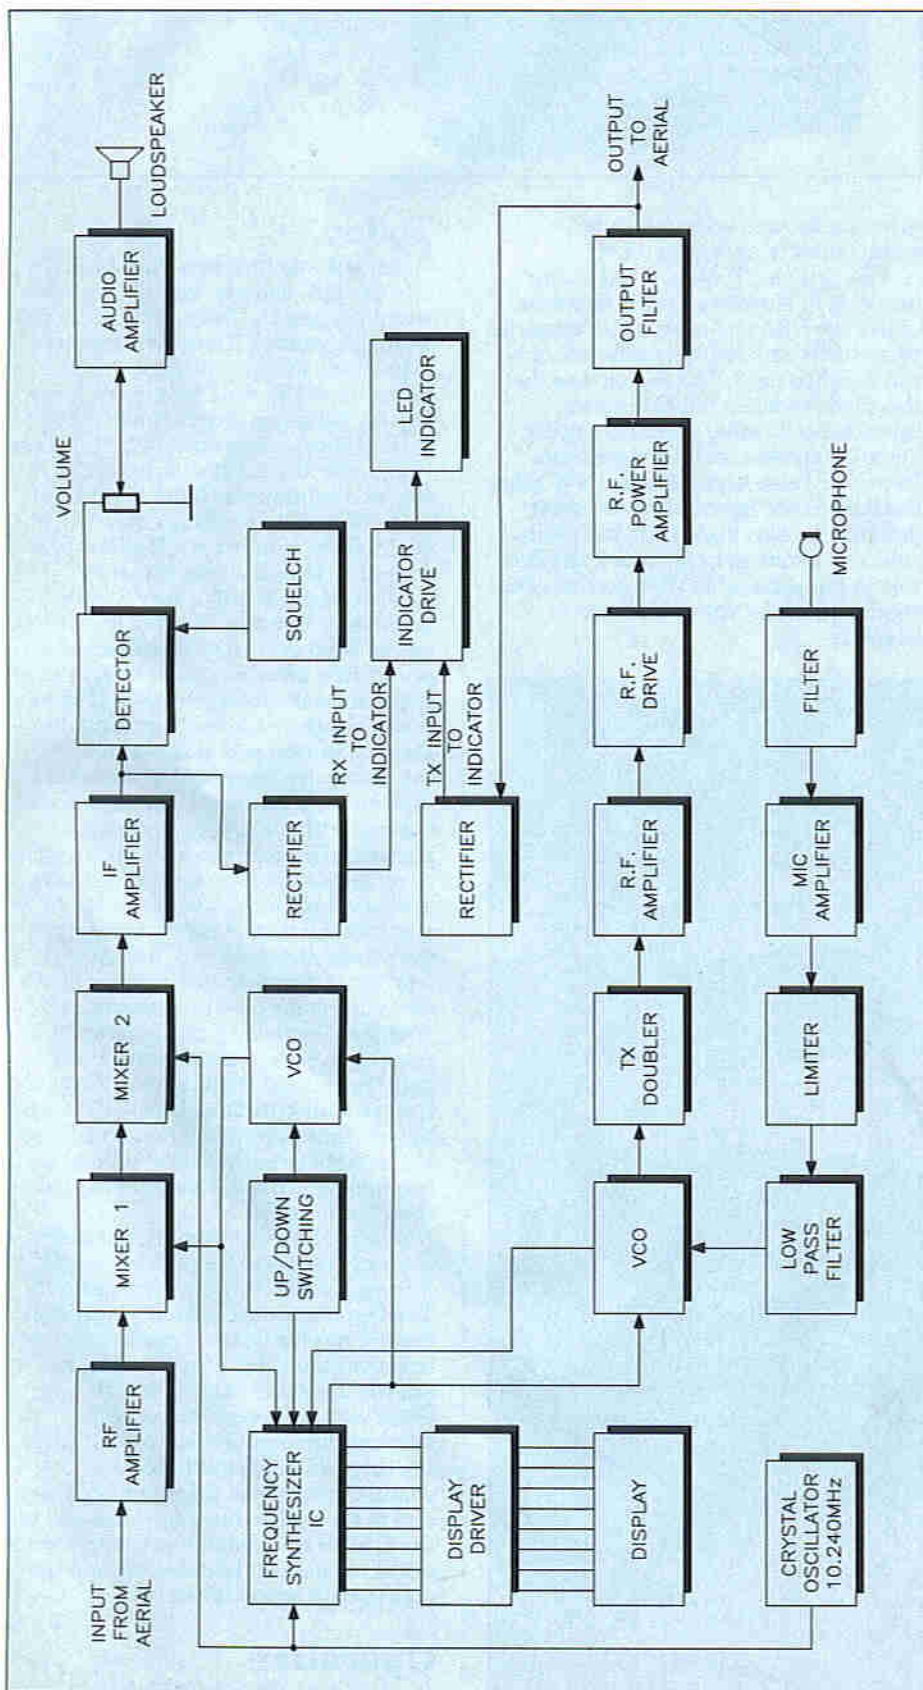 INPUT
FROM
AERIAL
RF
AMPLIFIER
MIXER 1
MIXER 2
IF
AMPLIFIER
DETECTOR
VOLUME
AUDIO
AMPLIFIER
LOUDSPEAKER
FREQUENCY
SYNTHESIZER
IC
UP/DOWN
SWITCHING
VCO
RECTIFIER
SQUELCH
RX INPUT
TO
INDICATOR
TX INPUT
TO
INDICATOR
DISPLAY
DRIVER
RECTIFIER
INDICATOR
DRIVE
LED
INDICATOR
DISPLAY
VCO
TX
DOUBLER
R.F.
AMPLIFIER
R.F.
DRIVE
R.F.
POWER
AMPLIFIER
OUTPUT
FILTER
OUTPUT
TO
AERIAL
CRYSTAL
OSCILLATOR
10.240MHz
LOW
PASS
FILTER
LIMITER
MIC
AMPLIFIER
FILTER
MICROPHONE